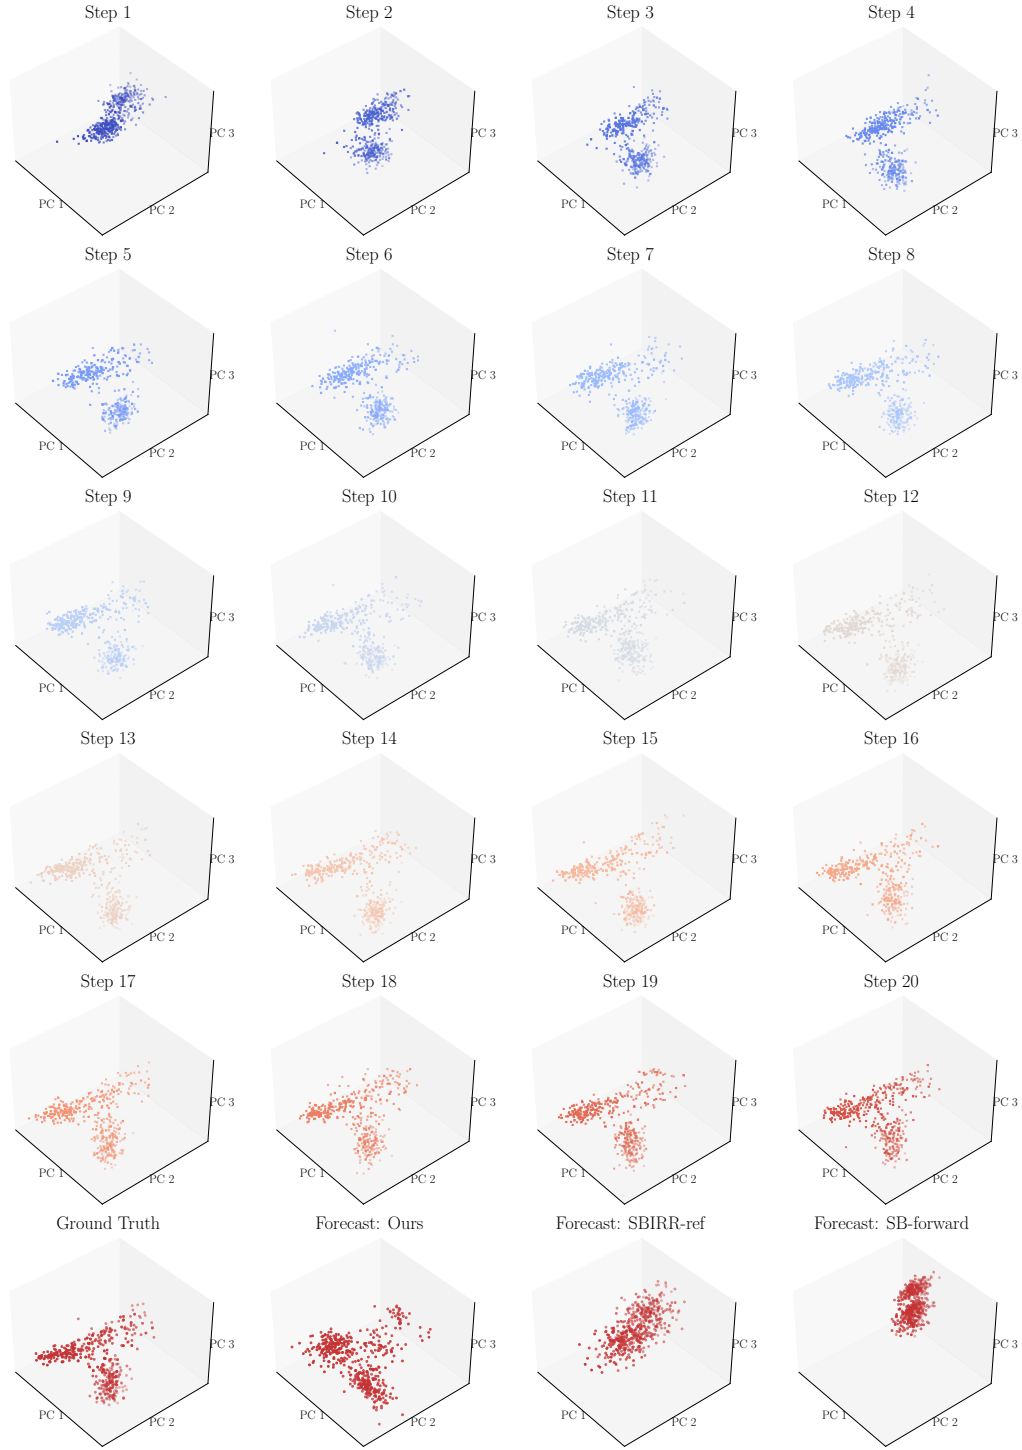 Step 1 Step 2 Step 3 Step 4
PC 3 PC 3 PC 3 PC 3
PC 1 PC 2 PC 1 PC 2 PC 1 PC 2 PC 1 PC 2
Step 5 Step 6 Step 7 Step 8
PC 3 PC 3 PC 3 PC 3
PC 1 PC 2 PC 1 PC 2 PC 1 PC 2 PC 1 PC 2
Step 9 Step 10 Step 11 Step 12
PC 3 PC 3 PC 3 PC 3
PC 1 PC 2 PC 1 PC 2 PC 1 PC 2 PC 1 PC 2
Step 13 Step 14 Step 15 Step 16
PC 3 PC 3 PC 3 PC 3
PC 1 PC 2 PC 1 PC 2 PC 1 PC 2 PC 1 PC 2
Step 17 Step 18 Step 19 Step 20
PC 3 PC 3 PC 3 PC 3
PC 1 PC 2 PC 1 PC 2 PC 1 PC 2 PC 1 PC 2
Ground Truth Forecast: Ours Forecast: SBIRR-ref Forecast: SB-forward
PC 3 PC 3 PC 3 PC 3
PC 1 PC 2 PC 1 PC 2 PC 1 PC 2 PC 1 PC 2